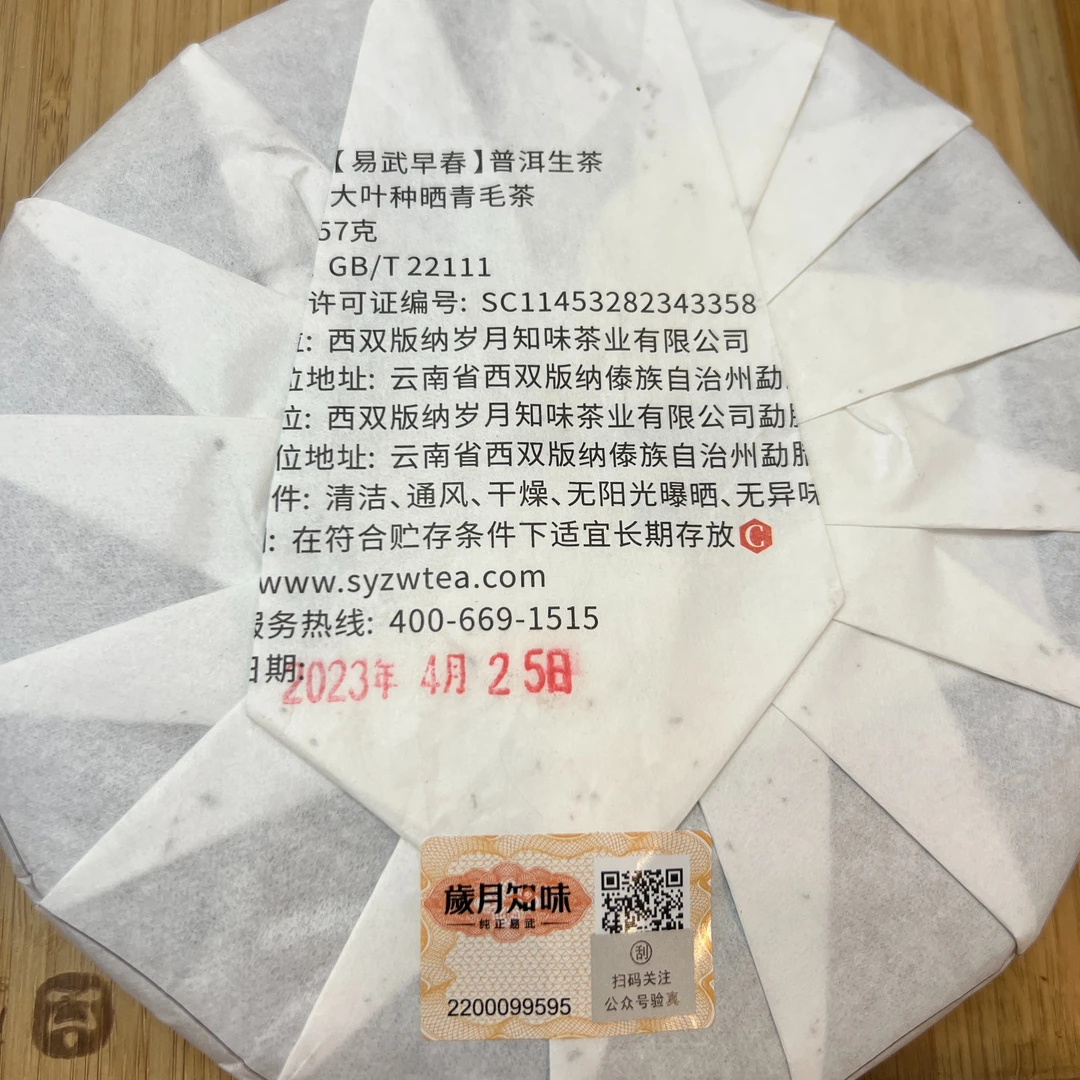 【易武早春】普洱生茶
大叶种晒青毛茶
57克
GB/T 22111
许可证编号: SC11453282343358
: 西双版纳岁月知味茶业有限公司
位地址: 云南省西双版纳傣族自治州勐
位: 西双版纳岁月知味茶业有限公司勐
位地址: 云南省西双版纳傣族自治州勐腊
件: 清洁、通风、干燥、无阳光曝晒、无异味
: 在符合贮存条件下适宜长期存放 C
www.syzwtea.com
服务热线: 400-669-1515
日期: 2023年 4月 25日
歲月知味
纯正易武
2200099595
刮
扫码关注
公众号验真